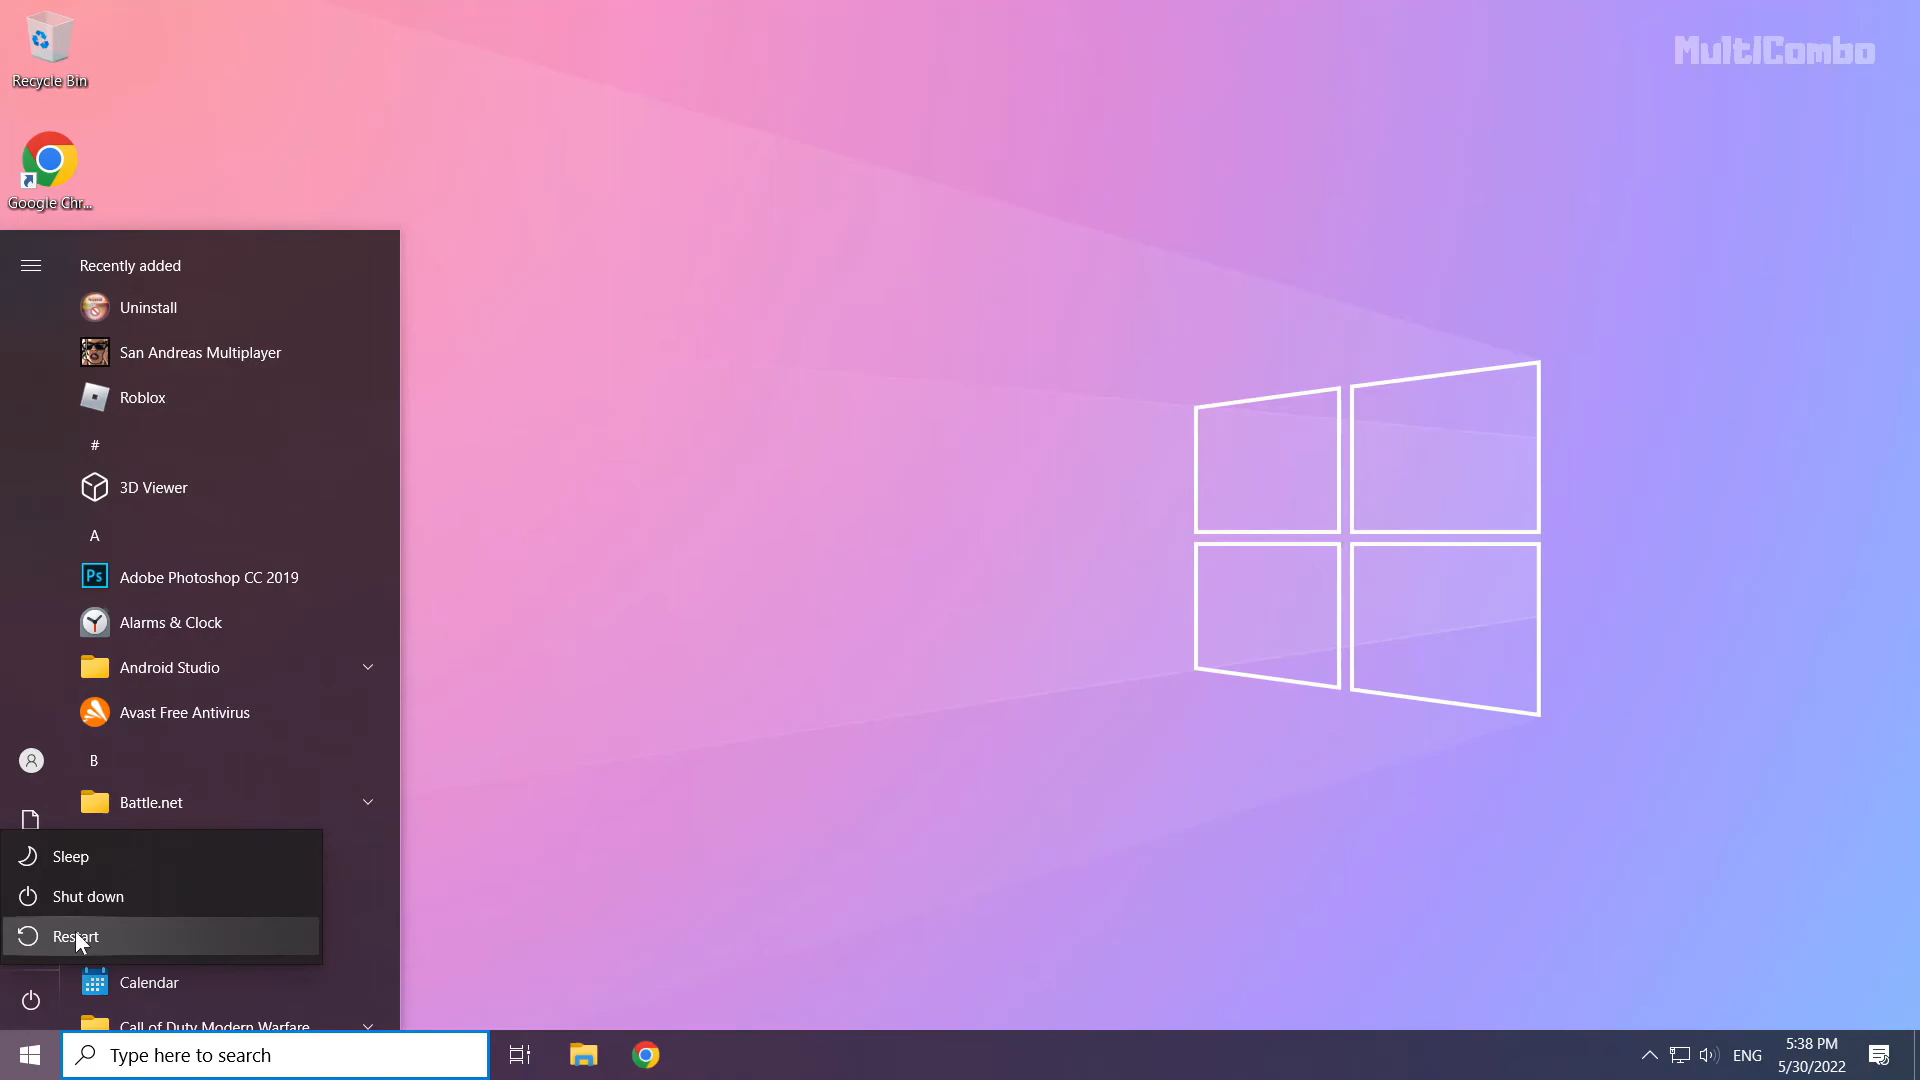 Recycle Bin
Google Chr...
MultiCombo
Recently added
Uninstall
San Andreas Multiplayer
Roblox
#
3D Viewer
A
Ps
Adobe Photoshop CC 2019
Alarms & Clock
Android Studio
Avast Free Antivirus
B
Battle.net
Sleep
Shut down
Restart
Calendar
Call of Duty Modern Warfare
Type here to search
ENG
5:38 PM
5/30/2022